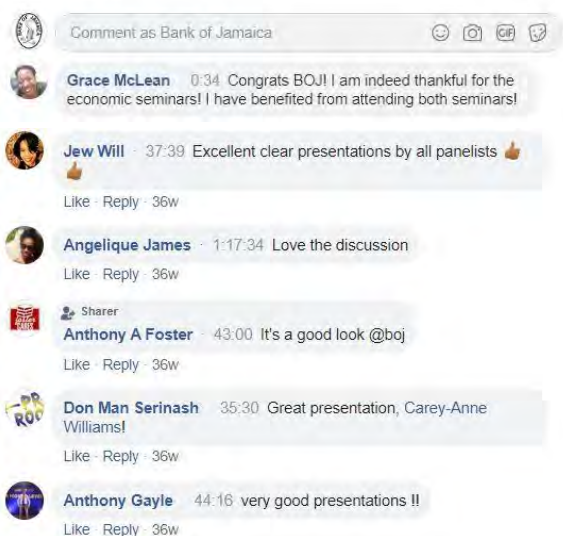 Comment as Bank of Jamaica
GIF
Grace McLean 0:34 Congrats BOJ! I am indeed thankful for the
economic seminars! I have benefited from attending both seminars!
Jew Will · 37:39 Excellent clear presentations by all panelists 👍🏾
👍🏾
Like · Reply · 36w
Angelique James · 1:17:34 Love the discussion
Like · Reply · 36w
Sharer
Anthony A Foster · 43:00 It's a good look @boj
Like · Reply · 36w
Don Man Serinash · 35:30 Great presentation, Carey-Anne
Williams!
Like · Reply · 36w
Anthony Gayle · 44:16 very good presentations !!
Like · Reply · 36w